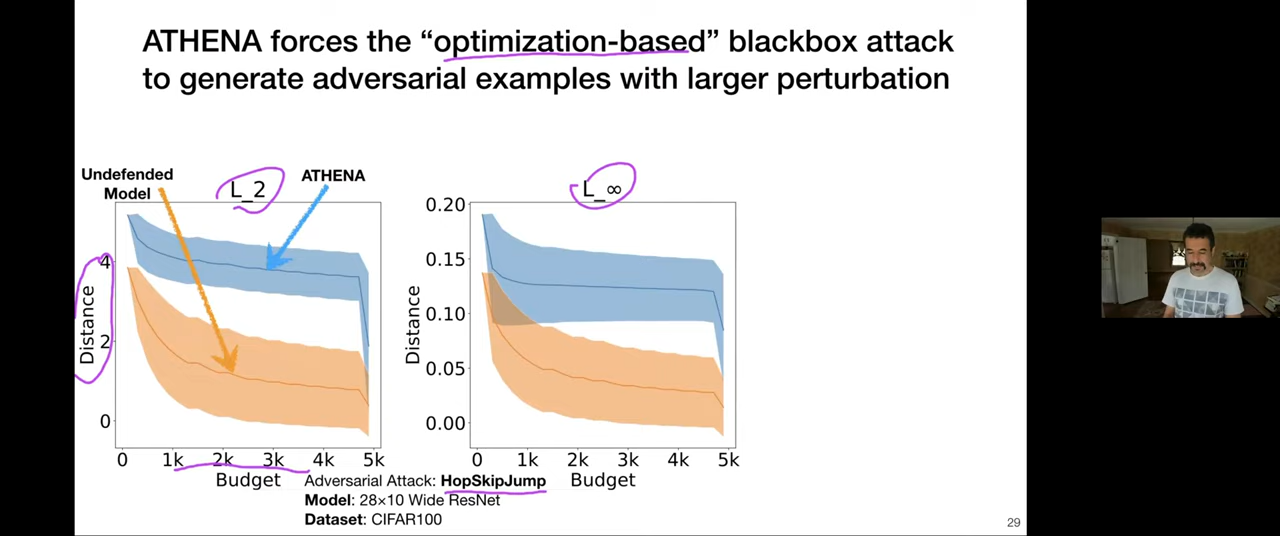 ATHENA forces the “optimization-based” blackbox attack
to generate adversarial examples with larger perturbation
Undefended
Model
L_2
ATHENA
L_∞
Distance
4
2
0
0
1k
2k
3k
4k
5k
Budget
Distance
0.20
0.15
0.10
0.05
0.00
0
1k
2k
3k
4k
5k
Budget
Adversarial Attack: HopSkipJump
Model: 28×10 Wide ResNet
Dataset: CIFAR100
29